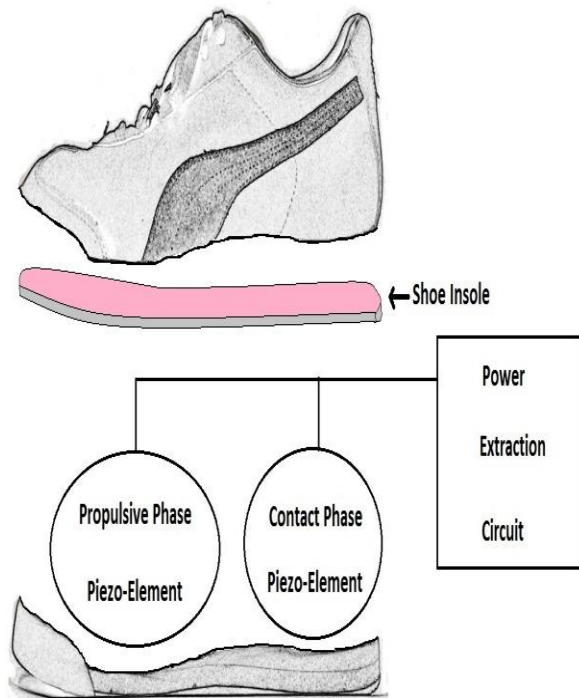 Shoe Insole
Power
Extraction
Circuit
Propulsive Phase
Piezo-Element
Contact Phase
Piezo-Element